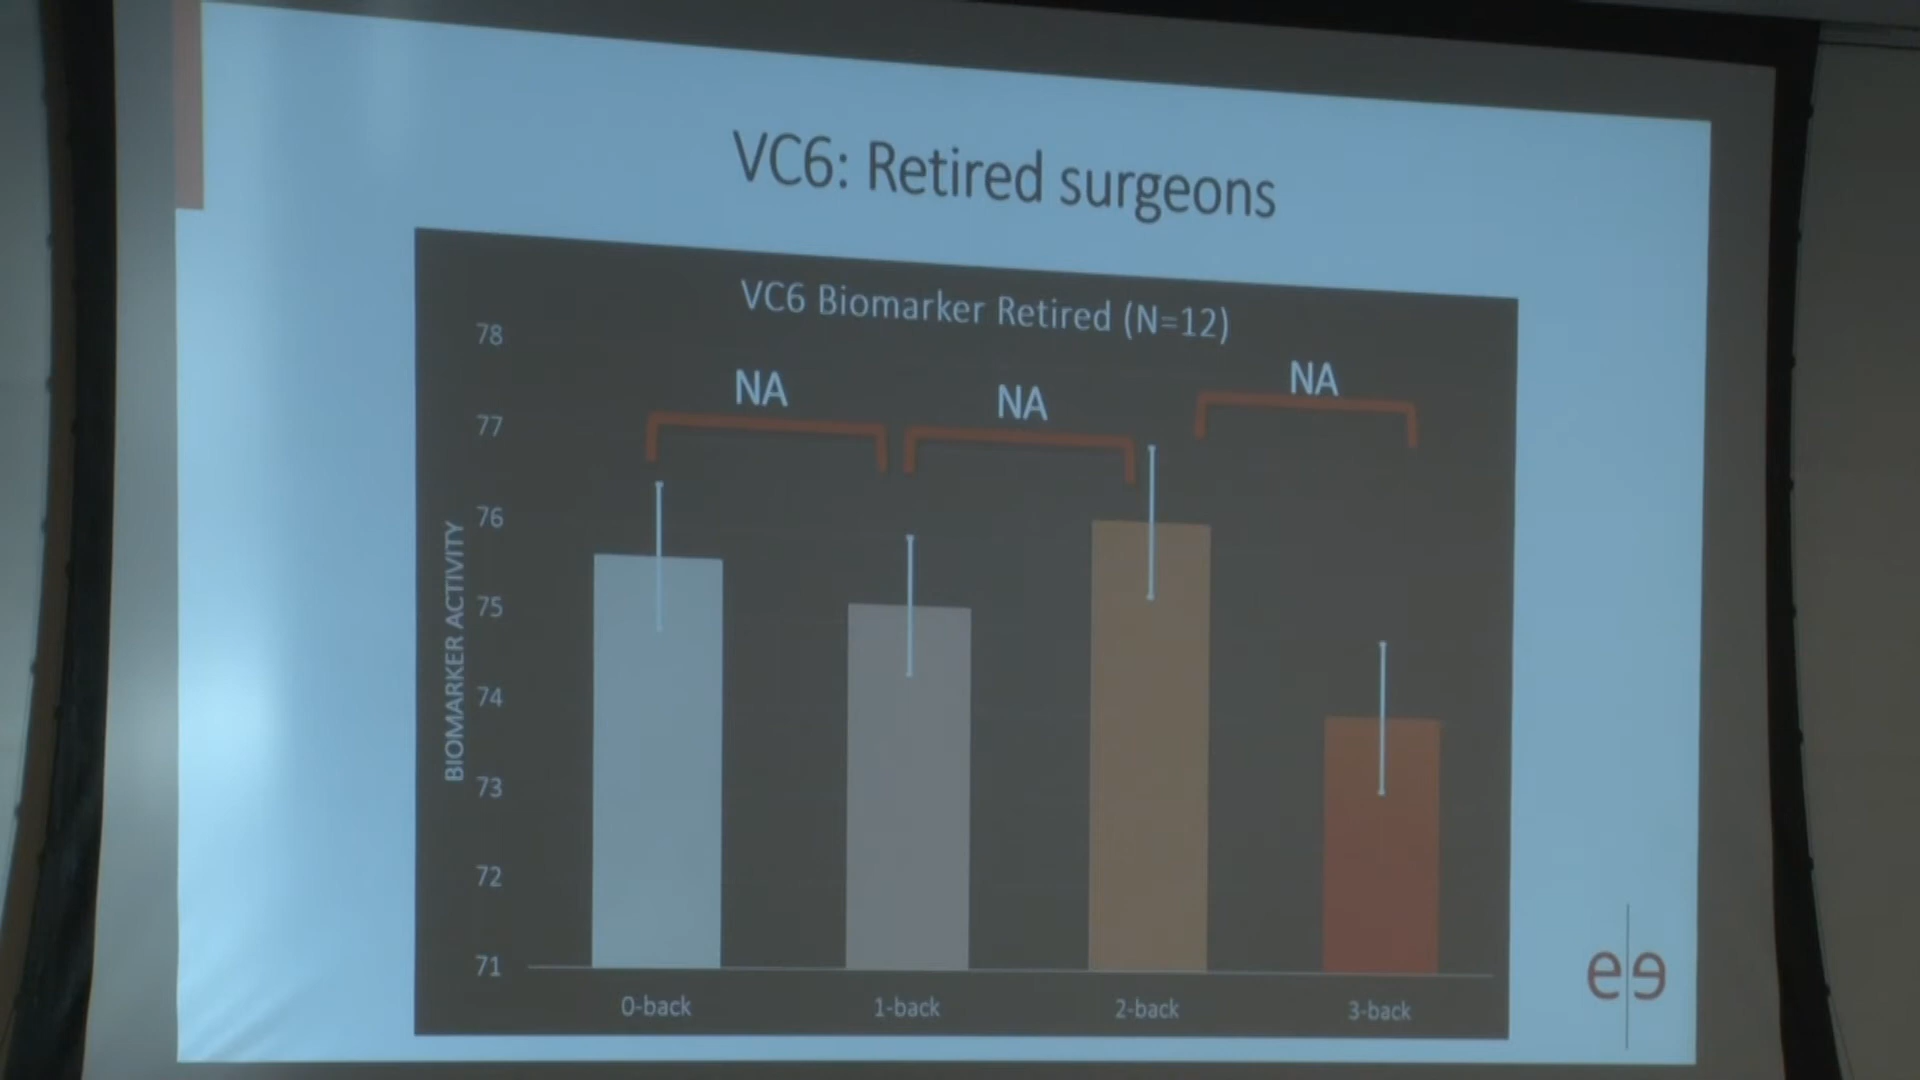 VC6: Retired surgeons
VC6 Biomarker Retired (N=12)
78
77
76
75
74
73
72
71
BIOMARKER ACTIVITY
NA
NA
NA
0-back
1-back
2-back
3-back